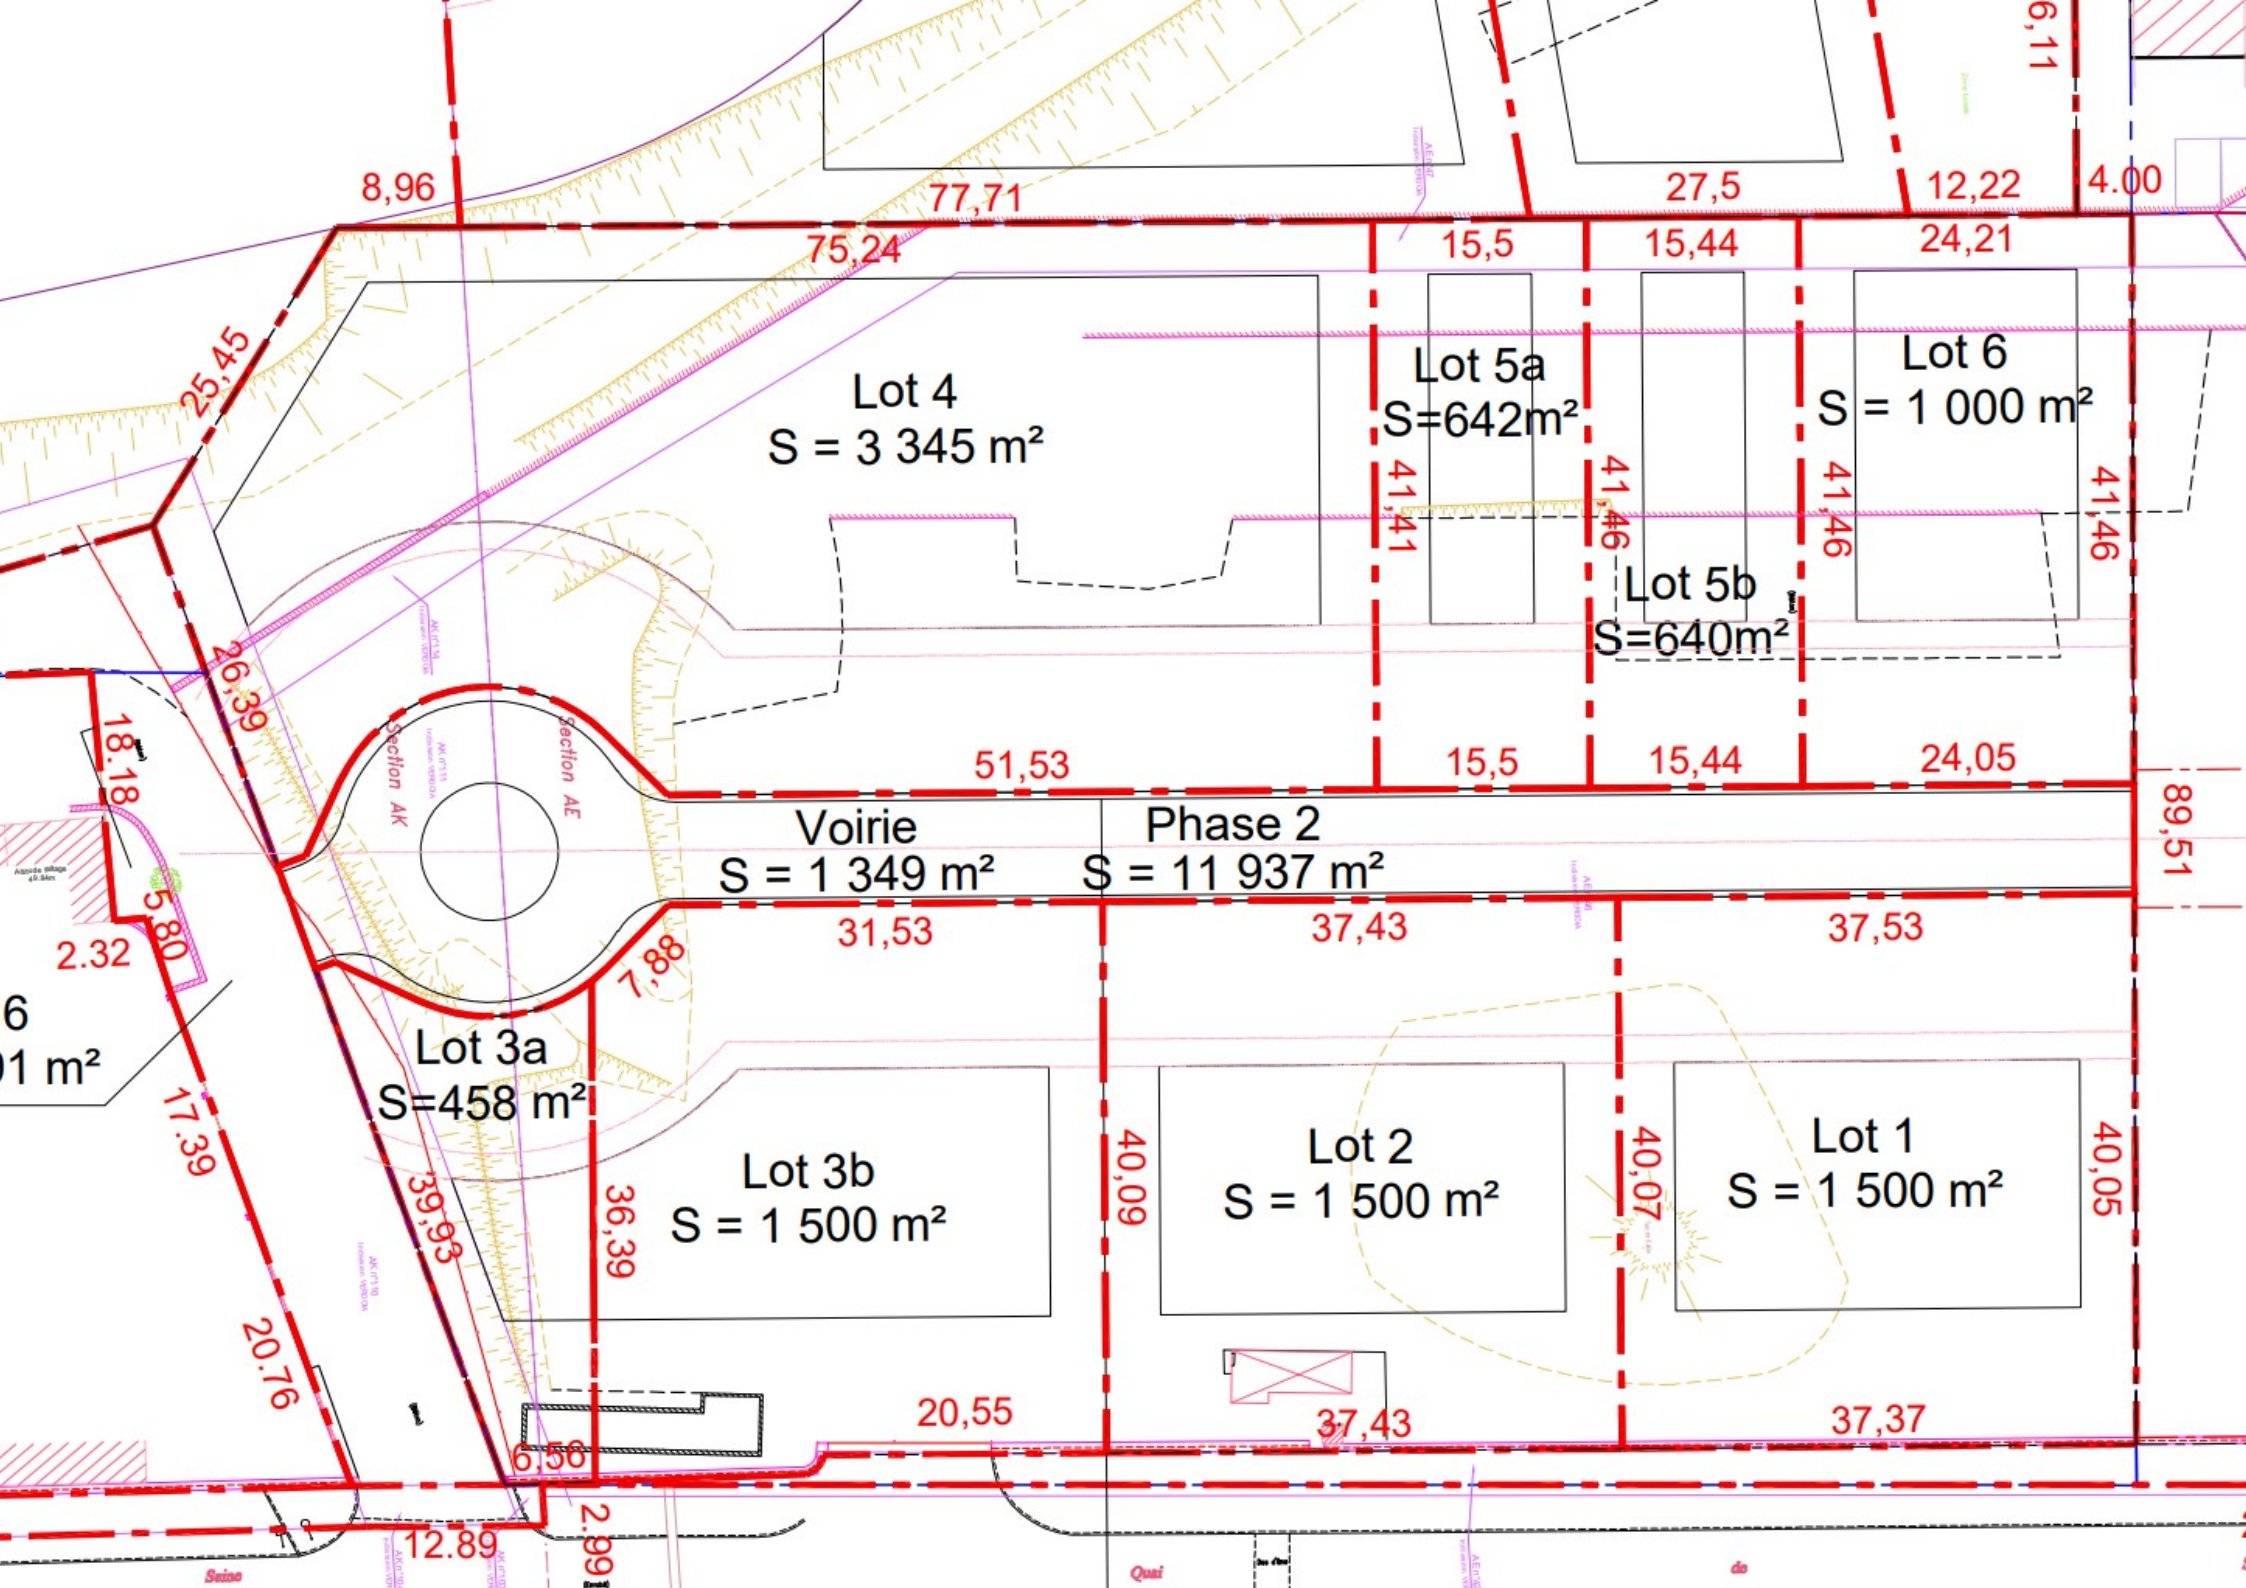 6,11
8,96
77,71
27,5
12,22
4.00
75,24
15,5
15,44
24,21
25,45
Lot 4
S = 3 345 m²
Lot 5a
S=642m²
Lot 6
S = 1 000 m²
41,41
41,46
41,46
41,46
Lot 5b
S=640m²
26,39
18.18
Section AK
Section AE
51,53
15,5
15,44
24,05
Voirie
S = 1 349 m²
Phase 2
S = 11 937 m²
89,51
5,80
2.32
31,53
37,43
37,53
7,88
6
91 m²
Lot 3a
S=458 m²
17.39
39,93
36,39
Lot 3b
S = 1 500 m²
40,09
Lot 2
S = 1 500 m²
40,07
Lot 1
S = 1 500 m²
40,05
20.76
20,55
37,43
37,37
6.56
12.89
2.99
Seine
Quai
de